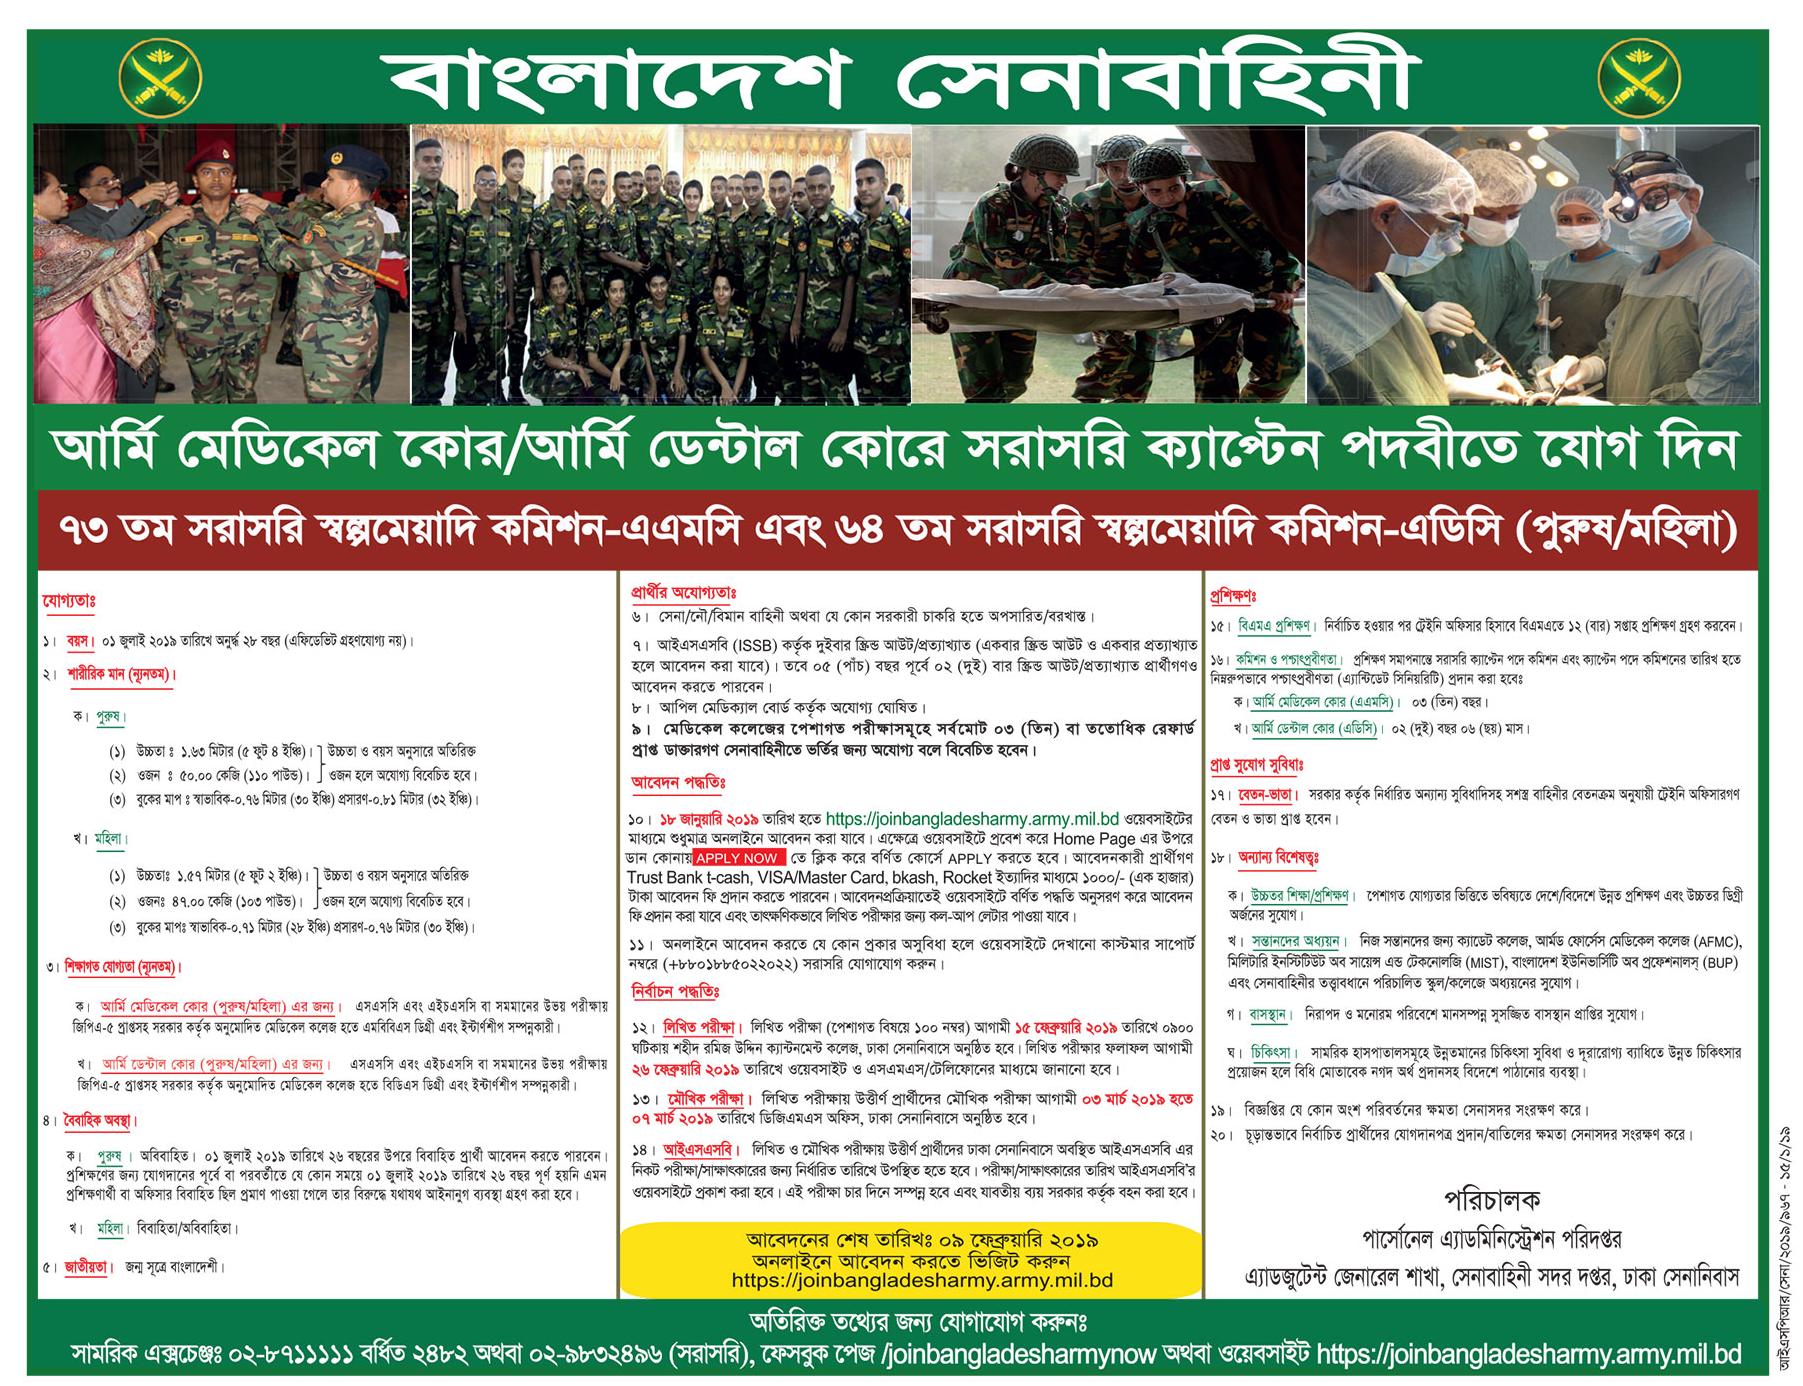 বাংলাদেশ সেনাবাহিনী
আর্মি মেডিকেল কোর/আর্মি ডেন্টাল কোরে সরাসরি ক্যাপ্টেন পদবীতে যোগ দিন
৭৩ তম সরাসরি স্বল্পমেয়াদি কমিশন-এএমসি এবং ৬৪ তম সরাসরি স্বল্পমেয়াদি কমিশন-এডিসি (পুরুষ/মহিলা)
যোগ্যতাঃ
১। বয়স। ০১ জুলাই ২০১৯ তারিখে অনুর্দ্ধ ২৮ বছর (এফিডেভিট গ্রহণযোগ্য নয়)।
২। শারীরিক মান (ন্যূনতম)।
ক। পুরুষ।
(১) উচ্চতা ঃ ১.৬৩ মিটার (৫ ফুট ৪ ইঞ্চি)। উচ্চতা ও বয়স অনুসারে অতিরিক্ত
(২) ওজন ঃ ৫০.০০ কেজি (১১০ পাউন্ড)। ওজন হলে অযোগ্য বিবেচিত হবে।
(৩) বুকের মাপ ঃ স্বাভাবিক-০.৭৬ মিটার (৩০ ইঞ্চি) প্রসারণ-০.৮১ মিটার (৩২ ইঞ্চি)।
খ। মহিলা।
(১) উচ্চতাঃ ১.৫৭ মিটার (৫ ফুট ২ ইঞ্চি)। উচ্চতা ও বয়স অনুসারে অতিরিক্ত
(২) ওজনঃ ৪৭.০০ কেজি (১০৩ পাউন্ড)। ওজন হলে অযোগ্য বিবেচিত হবে।
(৩) বুকের মাপঃ স্বাভাবিক-০.৭১ মিটার (২৮ ইঞ্চি) প্রসারণ-০.৭৬ মিটার (৩০ ইঞ্চি)।
৩। শিক্ষাগত যোগ্যতা (ন্যূনতম)।
ক। আর্মি মেডিকেল কোর (পুরুষ/মহিলা) এর জন্য। এসএসসি এবং এইচএসসি বা সমমানের উভয় পরীক্ষায়
জিপিএ-৫ প্রাপ্তসহ সরকার কর্তৃক অনুমোদিত মেডিকেল কলেজ হতে এমবিবিএস ডিগ্রী এবং ইন্টার্ণশীপ সম্পন্নকারী।
খ। আর্মি ডেন্টাল কোর (পুরুষ/মহিলা) এর জন্য। এসএসসি এবং এইচএসসি বা সমমানের উভয় পরীক্ষায়
জিপিএ-৫ প্রাপ্তসহ সরকার কর্তৃক অনুমোদিত মেডিকেল কলেজ হতে বিডিএস ডিগ্রী এবং ইন্টার্ণশীপ সম্পন্নকারী।
৪। বৈবাহিক অবস্থা।
ক। পুরুষ । অবিবাহিত। ০১ জুলাই ২০১৯ তারিখে ২৬ বছরের উপরে বিবাহিত প্রার্থী আবেদন করতে পারবেন।
প্রশিক্ষণের জন্য যোগদানের পূর্বে বা পরবর্তীতে যে কোন সময়ে ০১ জুলাই ২০১৯ তারিখে ২৬ বছর পূর্ণ হয়নি এমন
প্রশিক্ষণার্থী বা অফিসার বিবাহিত ছিল প্রমাণ পাওয়া গেলে তার বিরুদ্ধে যথাযথ আইনানুগ ব্যবস্থা গ্রহণ করা হবে।
খ। মহিলা। বিবাহিতা/অবিবাহিতা।
৫। জাতীয়তা। জন্ম সূত্রে বাংলাদেশী।
প্রার্থীর অযোগ্যতাঃ
৬। সেনা/নৌ/বিমান বাহিনী অথবা যে কোন সরকারী চাকরি হতে অপসারিত/বরখাস্ত।
৭। আইএসএসবি (ISSB) কর্তৃক দুইবার স্ক্রিন্ড আউট/প্রত্যাখ্যাত (একবার স্ক্রিন্ড আউট ও একবার প্রত্যাখ্যাত
হলে আবেদন করা যাবে)। তবে ০৫ (পাঁচ) বছর পূর্বে ০২ (দুই) বার স্ক্রিন্ড আউট/প্রত্যাখ্যাত প্রার্থীগণও
আবেদন করতে পারবেন।
৮। আপিল মেডিক্যাল বোর্ড কর্তৃক অযোগ্য ঘোষিত।
৯। মেডিকেল কলেজের পেশাগত পরীক্ষাসমূহে সর্বমোট ০৩ (তিন) বা ততোধিক রেফার্ড
প্রাপ্ত ডাক্তারগণ সেনাবাহিনীতে ভর্তির জন্য অযোগ্য বলে বিবেচিত হবেন।
আবেদন পদ্ধতিঃ
১০। ১৮ জানুয়ারি ২০১৯ তারিখ হতে https://joinbangladesharmy.army.mil.bd ওয়েবসাইটের
মাধ্যমে শুধুমাত্র অনলাইনে আবেদন করা যাবে। এক্ষেত্রে ওয়েবসাইটে প্রবেশ করে Home Page এর উপরে
ডান কোনায় APPLY NOW তে ক্লিক করে বর্ণিত কোর্সে APPLY করতে হবে। আবেদনকারী প্রার্থীগণ
Trust Bank t-cash, VISA/Master Card, bkash, Rocket ইত্যাদির মাধ্যমে ১০০০/- (এক হাজার)
টাকা আবেদন ফি প্রদান করতে পারবেন। আবেদনপ্রক্রিয়াতেই ওয়েবসাইটে বর্ণিত পদ্ধতি অনুসরণ করে আবেদন
ফি প্রদান করা যাবে এবং তাৎক্ষণিকভাবে লিখিত পরীক্ষার জন্য কল-আপ লেটার পাওয়া যাবে।
১১। অনলাইনে আবেদন করতে যে কোন প্রকার অসুবিধা হলে ওয়েবসাইটে দেখানো কাস্টমার সাপোর্ট
নম্বরে (+৮৮০১৮৮৫০২২০২২) সরাসরি যোগাযোগ করুন।
নির্বাচন পদ্ধতিঃ
১২। লিখিত পরীক্ষা। লিখিত পরীক্ষা (পেশাগত বিষয়ে ১০০ নম্বর) আগামী ১৫ ফেব্রুয়ারি ২০১৯ তারিখে ০৯০০
ঘটিকায় শহীদ রমিজ উদ্দিন ক্যান্টনমেন্ট কলেজ, ঢাকা সেনানিবাসে অনুষ্ঠিত হবে। লিখিত পরীক্ষার ফলাফল আগামী
২৬ ফেব্রুয়ারি ২০১৯ তারিখে ওয়েবসাইট ও এসএমএস/টেলিফোনের মাধ্যমে জানানো হবে।
১৩। মৌখিক পরীক্ষা। লিখিত পরীক্ষায় উত্তীর্ণ প্রার্থীদের মৌখিক পরীক্ষা আগামী ০৩ মার্চ ২০১৯ হতে
০৭ মার্চ ২০১৯ তারিখে ডিজিএমএস অফিস, ঢাকা সেনানিবাসে অনুষ্ঠিত হবে।
১৪। আইএসএসবি। লিখিত ও মৌখিক পরীক্ষায় উত্তীর্ণ প্রার্থীদের ঢাকা সেনানিবাসে অবস্থিত আইএসএসবি এর
নিকট পরীক্ষা/সাক্ষাৎকারের জন্য নির্ধারিত তারিখে উপস্থিত হতে হবে। পরীক্ষা/সাক্ষাৎকারের তারিখ আইএসএসবি'র
ওয়েবসাইটে প্রকাশ করা হবে। এই পরীক্ষা চার দিনে সম্পন্ন হবে এবং যাবতীয় ব্যয় সরকার কর্তৃক বহন করা হবে।
আবেদনের শেষ তারিখঃ ০৯ ফেব্রুয়ারি ২০১৯
অনলাইনে আবেদন করতে ভিজিট করুন
https://joinbangladesharmy.army.mil.bd
প্রশিক্ষণঃ
১৫। বিএমএ প্রশিক্ষণ। নির্বাচিত হওয়ার পর ট্রেইনি অফিসার হিসাবে বিএমএতে ১২ (বার) সপ্তাহ প্রশিক্ষণ গ্রহণ করবেন।
১৬। কমিশন ও পশ্চাৎপ্রবীণতা। প্রশিক্ষণ সমাপনান্তে সরাসরি ক্যাপ্টেন পদে কমিশন এবং ক্যাপ্টেন পদে কমিশনের তারিখ হতে
নিম্নরুপভাবে পশ্চাৎপ্রবীণতা (এ্যান্টিডেট সিনিয়রিটি) প্রদান করা হবেঃ
ক। আর্মি মেডিকেল কোর (এএমসি)। ০৩ (তিন) বছর।
খ। আর্মি ডেন্টাল কোর (এডিসি)। ০২ (দুই) বছর ০৬ (ছয়) মাস।
প্রাপ্ত সুযোগ সুবিধাঃ
১৭। বেতন-ভাতা। সরকার কর্তৃক নির্ধারিত অন্যান্য সুবিধাদিসহ সশস্ত্র বাহিনীর বেতনক্রম অনুযায়ী ট্রেইনি অফিসারগণ
বেতন ও ভাতা প্রাপ্ত হবেন।
১৮। অন্যান্য বিশেষত্বঃ
ক। উচ্চতর শিক্ষা/প্রশিক্ষণ। পেশাগত যোগ্যতার ভিত্তিতে ভবিষ্যতে দেশে/বিদেশে উন্নত প্রশিক্ষণ এবং উচ্চতর ডিগ্রী
অর্জনের সুযোগ।
খ। সন্তানদের অধ্যয়ন। নিজ সন্তানদের জন্য ক্যাডেট কলেজ, আর্মড ফোর্সেস মেডিকেল কলেজ (AFMC),
মিলিটারি ইনস্টিটিউট অব সায়েন্স এন্ড টেকনোলজি (MIST), বাংলাদেশ ইউনিভার্সিটি অব প্রফেশনালস্ (BUP)
এবং সেনাবাহিনীর তত্ত্বাবধানে পরিচালিত স্কুল/কলেজে অধ্যয়নের সুযোগ।
গ। বাসস্থান। নিরাপদ ও মনোরম পরিবেশে মানসম্পন্ন সুসজ্জিত বাসস্থান প্রাপ্তির সুযোগ।
ঘ। চিকিৎসা। সামরিক হাসপাতালসমূহে উন্নতমানের চিকিৎসা সুবিধা ও দূরারোগ্য ব্যাধিতে উন্নত চিকিৎসার
প্রয়োজন হলে বিধি মোতাবেক নগদ অর্থ প্রদানসহ বিদেশে পাঠানোর ব্যবস্থা।
১৯। বিজ্ঞপ্তির যে কোন অংশ পরিবর্তনের ক্ষমতা সেনাসদর সংরক্ষণ করে।
২০। চূড়ান্তভাবে নির্বাচিত প্রার্থীদের যোগদানপত্র প্রদান/বাতিলের ক্ষমতা সেনাসদর সংরক্ষণ করে।
পরিচালক
পার্সোনেল এ্যাডমিনিস্ট্রেশন পরিদপ্তর
এ্যাডজুটেন্ট জেনারেল শাখা, সেনাবাহিনী সদর দপ্তর, ঢাকা সেনানিবাস
আইএসপিআর/সেনা/২০১৯/৯৬৭ - ১৫/১/১৯
অতিরিক্ত তথ্যের জন্য যোগাযোগ করুনঃ
সামরিক এক্সচেঞ্জঃ ০২-৮৭১১১১১ বর্ধিত ২৪৮২ অথবা ০২-৯৮৩২৪৯৬ (সরাসরি), ফেসবুক পেজ /joinbangladesharmynow অথবা ওয়েবসাইট https://joinbangladesharmy.army.mil.bd